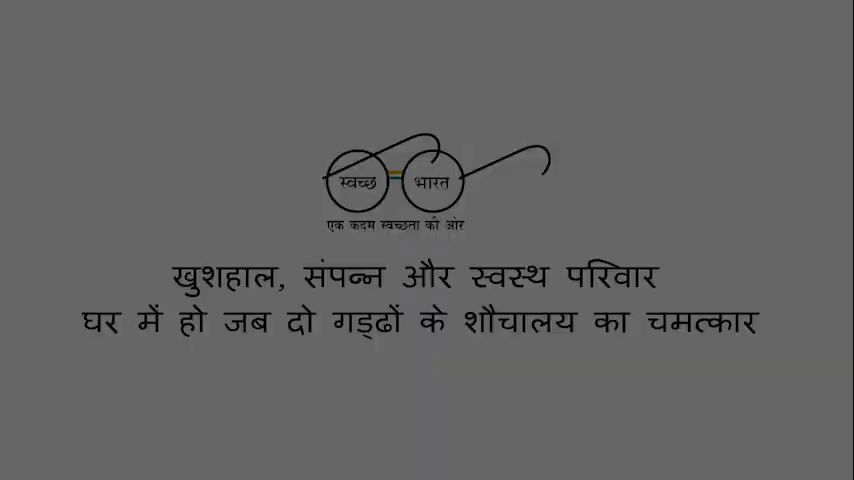 स्वच्छ भारत
एक कदम स्वच्छता की ओर
खुशहाल, संपन्न और स्वस्थ परिवार
घर में हो जब दो गड्ढों के शौचालय का चमत्कार